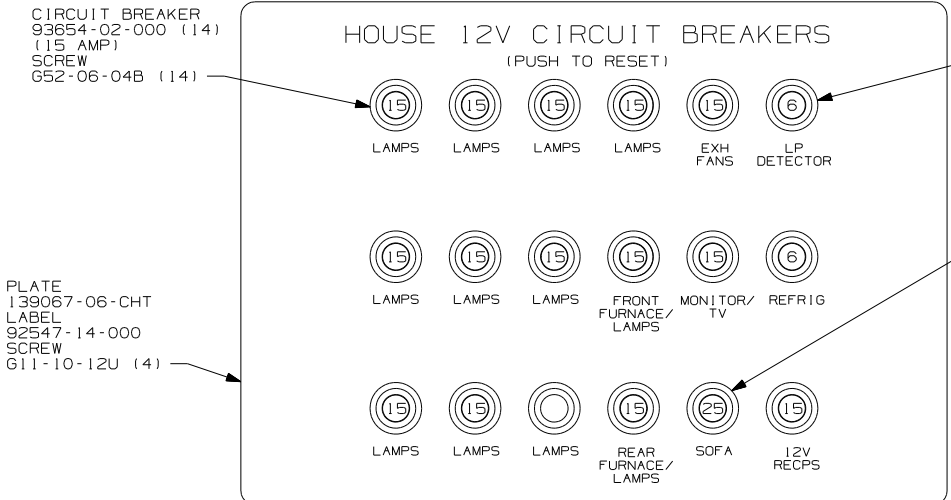 CIRCUIT BREAKER
93654-02-000 (14)
(15 AMP)
SCREW
G52-06-04B (14)
HOUSE 12V CIRCUIT BREAKERS
(PUSH TO RESET)
15 15 15 15 15 6
LAMPS LAMPS LAMPS LAMPS EXH FANS LP DETECTOR
15 15 15 15 15 6
LAMPS LAMPS LAMPS FRONT FURNACE/ LAMPS MONITOR/ TV REFRIG
PLATE
139067-06-CHT
LABEL
92547-14-000
SCREW
G11-10-12U (4)
15 15 15 25 15
LAMPS LAMPS LAMPS REAR FURNACE/ LAMPS SOFA 12V RECPS